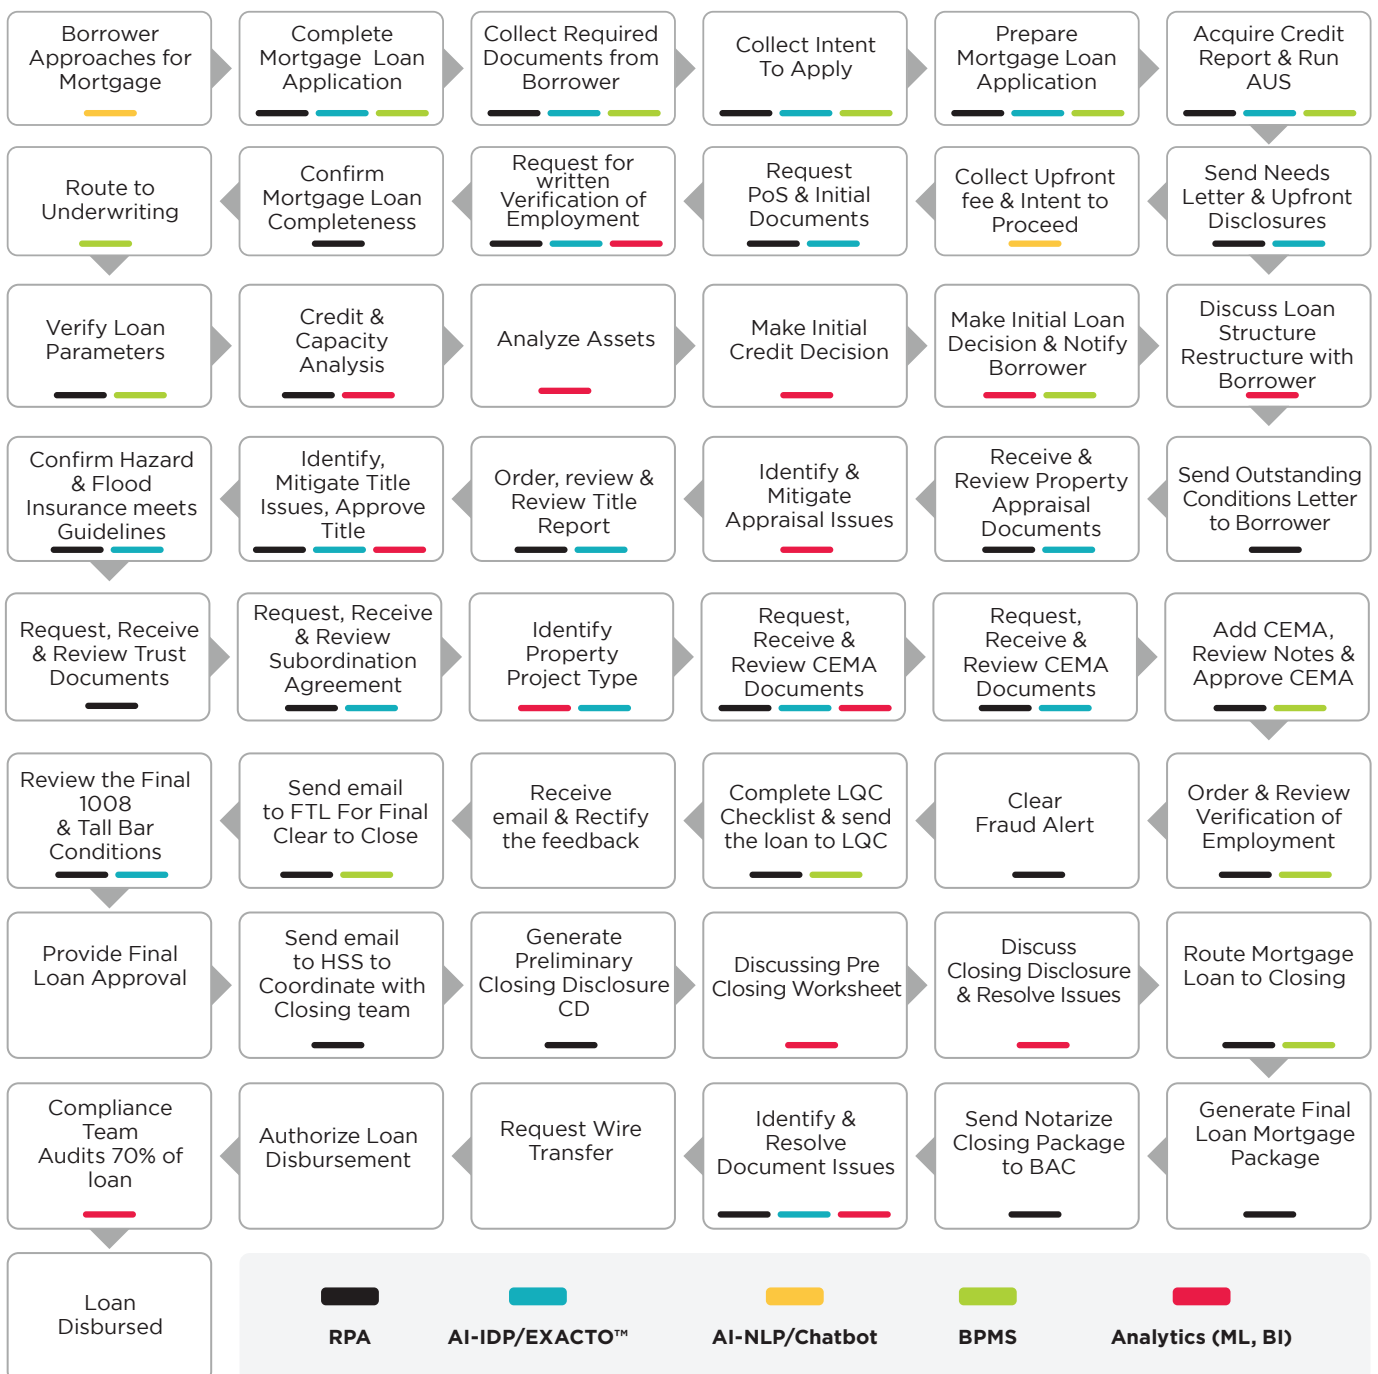 Borrower
Approaches for
Mortgage
Complete
Mortgage Loan
Application
Collect Required
Documents from
Borrower
Collect Intent
To Apply
Prepare
Mortgage Loan
Application
Acquire Credit
Report & Run
AUS
Route to
Underwriting
Confirm
Mortgage Loan
Completeness
Request for
written
Verification of
Employment
Request
PoS & Initial
Documents
Collect Upfront
fee & Intent to
Proceed
Send Needs
Letter & Upfront
Disclosures
Verify Loan
Parameters
Credit &
Capacity
Analysis
Analyze Assets
Make Initial
Credit Decision
Make Initial Loan
Decision & Notify
Borrower
Discuss Loan
Structure
Restructure with
Borrower
Confirm Hazard
& Flood
Insurance meets
Guidelines
Identify,
Mitigate Title
Issues, Approve
Title
Order, review &
Review Title
Report
Identify &
Mitigate
Appraisal Issues
Receive &
Review Property
Appraisal
Documents
Send Outstanding
Conditions Letter
to Borrower
Request, Receive
& Review Trust
Documents
Request, Receive
& Review
Subordination
Agreement
Identify
Property
Project Type
Request,
Receive &
Review CEMA
Documents
Request,
Receive &
Review CEMA
Documents
Add CEMA,
Review Notes &
Approve CEMA
Review the Final
1008
& Tall Bar
Conditions
Send email
to FTL For Final
Clear to Close
Receive
email & Rectify
the feedback
Complete LQC
Checklist & send
the loan to LQC
Clear
Fraud Alert
Order & Review
Verification of
Employment
Provide Final
Loan Approval
Send email
to HSS to
Coordinate with
Closing team
Generate
Preliminary
Closing Disclosure
CD
Discussing Pre
Closing Worksheet
Discuss
Closing Disclosure
& Resolve Issues
Route Mortgage
Loan to Closing
Compliance
Team
Audits 70% of
loan
Authorize Loan
Disbursement
Request Wire
Transfer
Identify &
Resolve
Document Issues
Send Notarize
Closing Package
to BAC
Generate Final
Loan Mortgage
Package
Loan
Disbursed
RPA
AI-IDP/EXACTO™
AI-NLP/Chatbot
BPMS
Analytics (ML, BI)